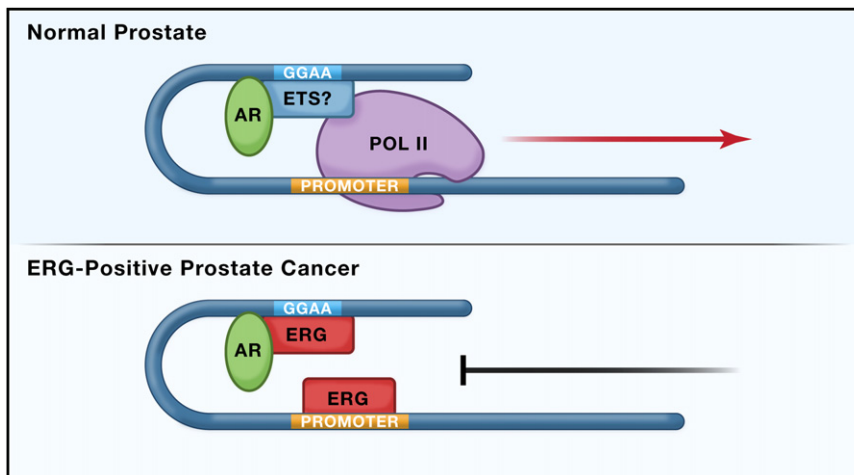 Normal Prostate
GGAA
ETS?
AR
POL II
PROMOTER
ERG-Positive Prostate Cancer
GGAA
ERG
AR
ERG
PROMOTER